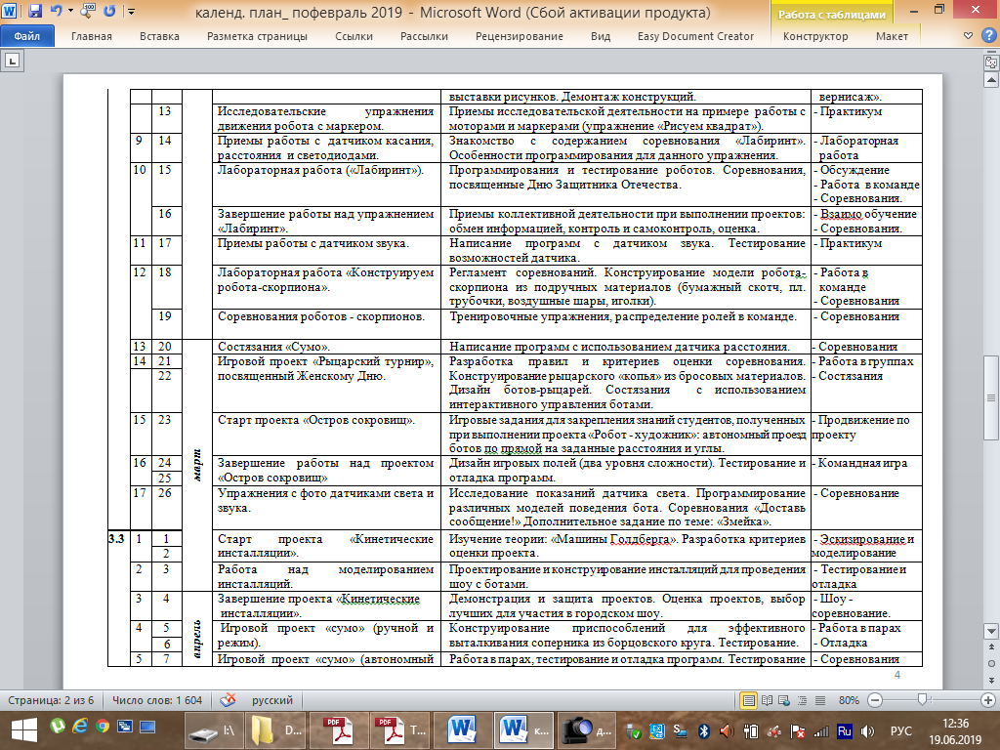 календ. план_ пофевраль 2019 - Microsoft Word (Сбой активации продукта)
Работа с таблицами
Файл Главная Вставка Разметка страницы Ссылки Рассылки Рецензирование Вид Easy Document Creator Конструктор Макет
выставки рисунков. Демонтаж конструкций. вернисаж».
13 Исследовательские упражнения Приемы исследовательской деятельности на примере работы с - Практикум
движения робота с маркером. моторами и маркерами (упражнение «Рисуем квадрат»).
9 14 Приемы работы с датчиком касания, Знакомство с содержанием соревнования «Лабиринт». - Лабораторная
расстояния и светодиодами. Особенности программирования для данного упражнения. работа
10 15 Лабораторная работа («Лабиринт»). Программирования и тестирование роботов. Соревнования, - Обсуждение
посвященные Дню Защитника Отечества. - Работа в команде
- Соревнования.
16 Завершение работы над упражнением Приемы коллективной деятельности при выполнении проектов: - Взаимо обучение
«Лабиринт». обмен информацией, контроль и самоконтроль, оценка. - Соревнования.
11 17 Приемы работы с датчиком звука. Написание программ с датчиком звука. Тестирование - Практикум
возможностей датчика.
12 18 Лабораторная работа «Конструируем Регламент соревнований. Конструирование модели робота- - Работа в
робота-скорпиона». скорпиона из подручных материалов (бумажный скотч, пл. команде
трубочки, воздушные шары, иголки). - Соревнования
19 Соревнования роботов - скорпионов. Тренировочные упражнения, распределение ролей в команде. - Соревнования
13 20 Состязания «Сумо». Написание программ с использованием датчика расстояния. - Соревнования
14 21 Игровой проект «Рыцарский турнир», Разработка правил и критериев оценки соревнования. - Работа в группах
22 посвященный Женскому Дню. Конструирование рыцарского «копья» из бросовых материалов. - Состязания
Дизайн ботов-рыцарей. Состязания с использованием
интерактивного управления ботами.
15 23 Старт проекта «Остров сокровищ». Игровые задания для закрепления знаний студентов, полученных - Продвижение по
при выполнении проекта «Робот - художник»: автономный проезд проекту
ботов по прямой на заданные расстояния и углы.
март
16 24 Завершение работы над проектом Дизайн игровых полей (два уровня сложности). Тестирование и - Командная игра
25 «Остров сокровищ» отладка программ.
17 26 Упражнения с фото датчиками света и Исследование показаний датчика света. Программирование - Соревнование
звука. различных моделей поведения бота. Соревнования «Доставь
сообщение!» Дополнительное задание по теме: «Змейка».
3.3 1 1 Старт проекта «Кинетические Изучение теории: «Машины Голдберга». Разработка критериев - Эскизирование и
2 инсталляции». оценки проекта. моделирование
2 3 Работа над моделированием Проектирование и конструирование инсталляций для проведения - Тестирование и
инсталляций. шоу с ботами. отладка
3 4 Завершение проекта «Кинетические Демонстрация и защита проектов. Оценка проектов, выбор - Шоу -
инсталляции». лучших для участия в городском шоу. соревнование.
апрель
4 5 Игровой проект «сумо» (ручной и Конструирование приспособлений для эффективного - Работа в парах
6 режим). выталкивания соперника из борцовского круга. Тестирование. - Отладка
5 7 Игровой проект «сумо» (автономный Работа в парах, тестирование и отладка программ. Тестирование - Соревнования
4
Страница: 2 из 6 Число слов: 1 604 русский 80%
I:\ D... T... к... д... Ru РУС 12:36
19.06.2019